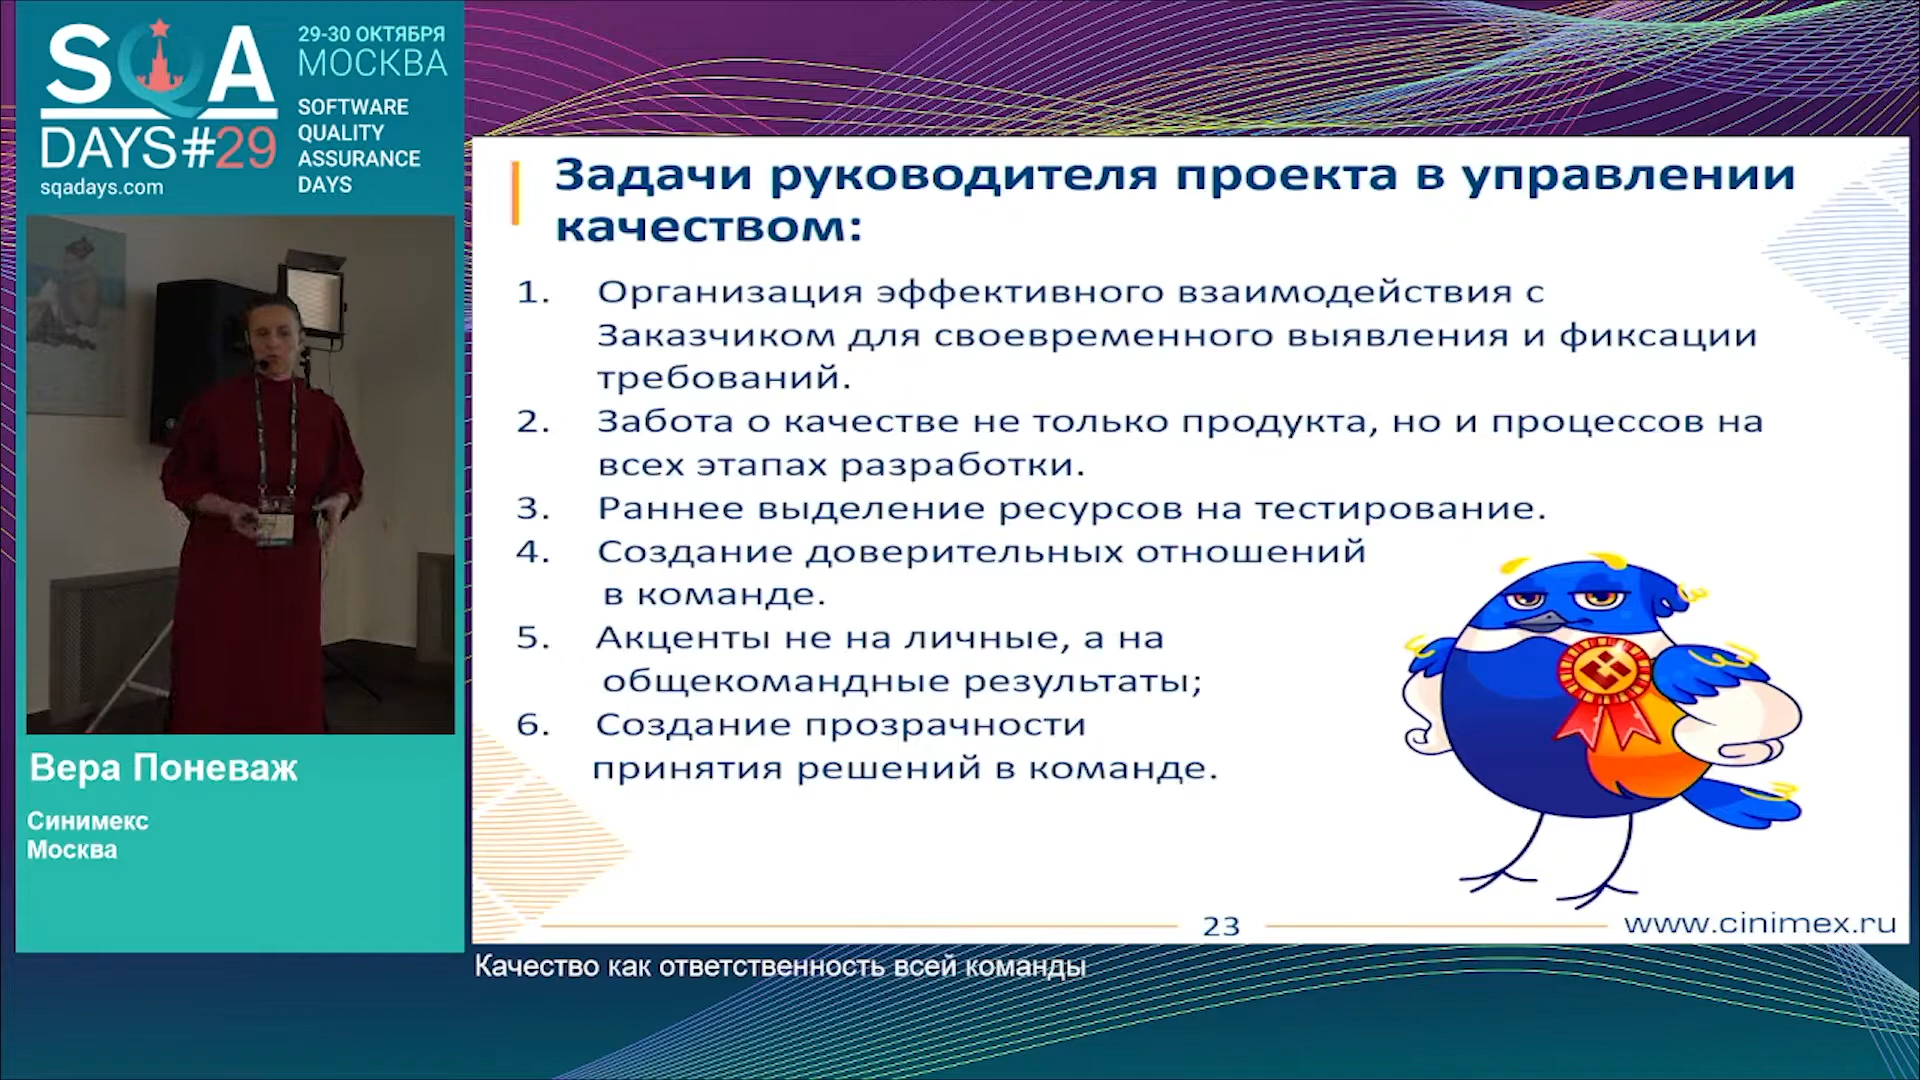 SQA
DAYS#29
sqadays.com
29-30 ОКТЯБРЯ
МОСКВА
SOFTWARE
QUALITY
ASSURANCE
DAYS
Вера Поневаж
Синимекс
Москва
Задачи руководителя проекта в управлении
качеством:
1. Организация эффективного взаимодействия с
Заказчиком для своевременного выявления и фиксации
требований.
2. Забота о качестве не только продукта, но и процессов на
всех этапах разработки.
3. Раннее выделение ресурсов на тестирование.
4. Создание доверительных отношений
в команде.
5. Акценты не на личные, а на
общекомандные результаты;
6. Создание прозрачности
принятия решений в команде.
23
www.cinimex.ru
Качество как ответственность всей команды